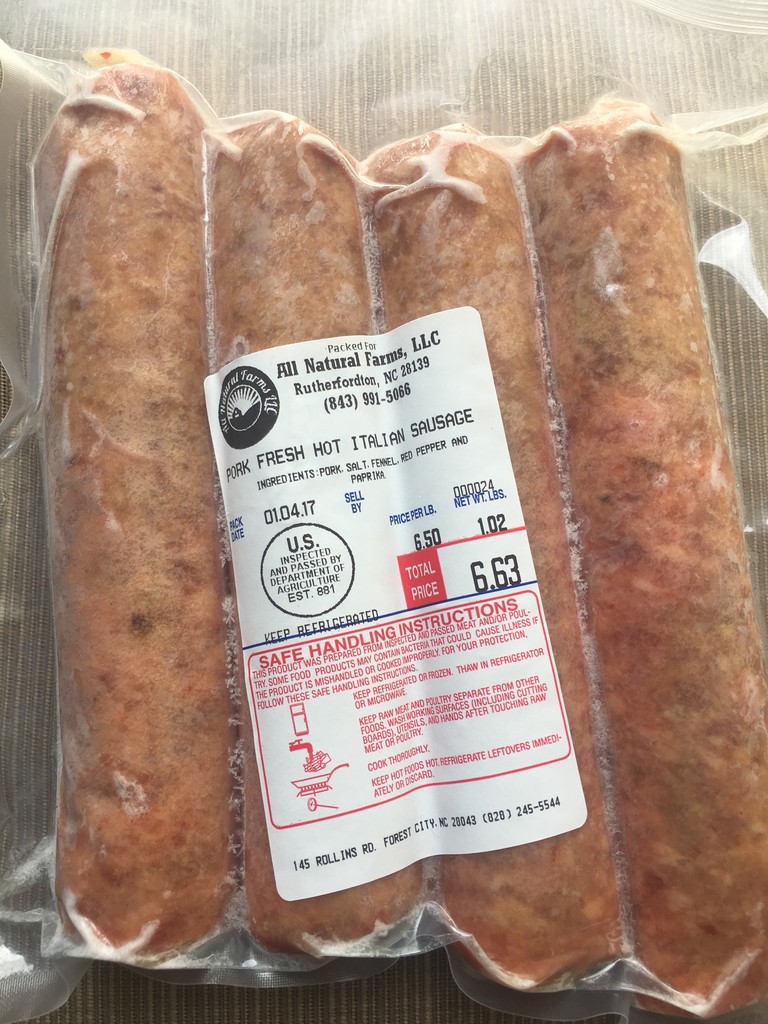 Packed For
All Natural Farms, LLC
Rutherfordton, NC 28139
(843) 991-5066
All Natural Farms LLC
PORK FRESH HOT ITALIAN SAUSAGE
INGREDIENTS: PORK, SALT, FENNEL, RED PEPPER AND
PAPRIKA
PACK
DATE
01.04.17
SELL
BY
000024
PRICE PER LB.
NET WT. LBS.
6.50
1.02
U.S.
INSPECTED
AND PASSED BY
DEPARTMENT OF
AGRICULTURE
EST. 881
TOTAL
PRICE
6.63
KEEP REFRIGERATED
SAFE HANDLING INSTRUCTIONS
THIS PRODUCT WAS PREPARED FROM INSPECTED AND PASSED MEAT AND/OR POUL-
TRY. SOME FOOD PRODUCTS MAY CONTAIN BACTERIA THAT COULD CAUSE ILLNESS IF
THE PRODUCT IS MISHANDLED OR COOKED IMPROPERLY. FOR YOUR PROTECTION,
FOLLOW THESE SAFE HANDLING INSTRUCTIONS.
KEEP REFRIGERATED OR FROZEN. THAW IN REFRIGERATOR
OR MICROWAVE.
KEEP RAW MEAT AND POULTRY SEPARATE FROM OTHER
FOODS. WASH WORKING SURFACES (INCLUDING CUTTING
BOARDS), UTENSILS, AND HANDS AFTER TOUCHING RAW
MEAT OR POULTRY.
COOK THOROUGHLY.
KEEP HOT FOODS HOT. REFRIGERATE LEFTOVERS IMMEDI-
ATELY OR DISCARD.
145 ROLLINS RD. FOREST CITY, NC 28043 (828) 245-5544